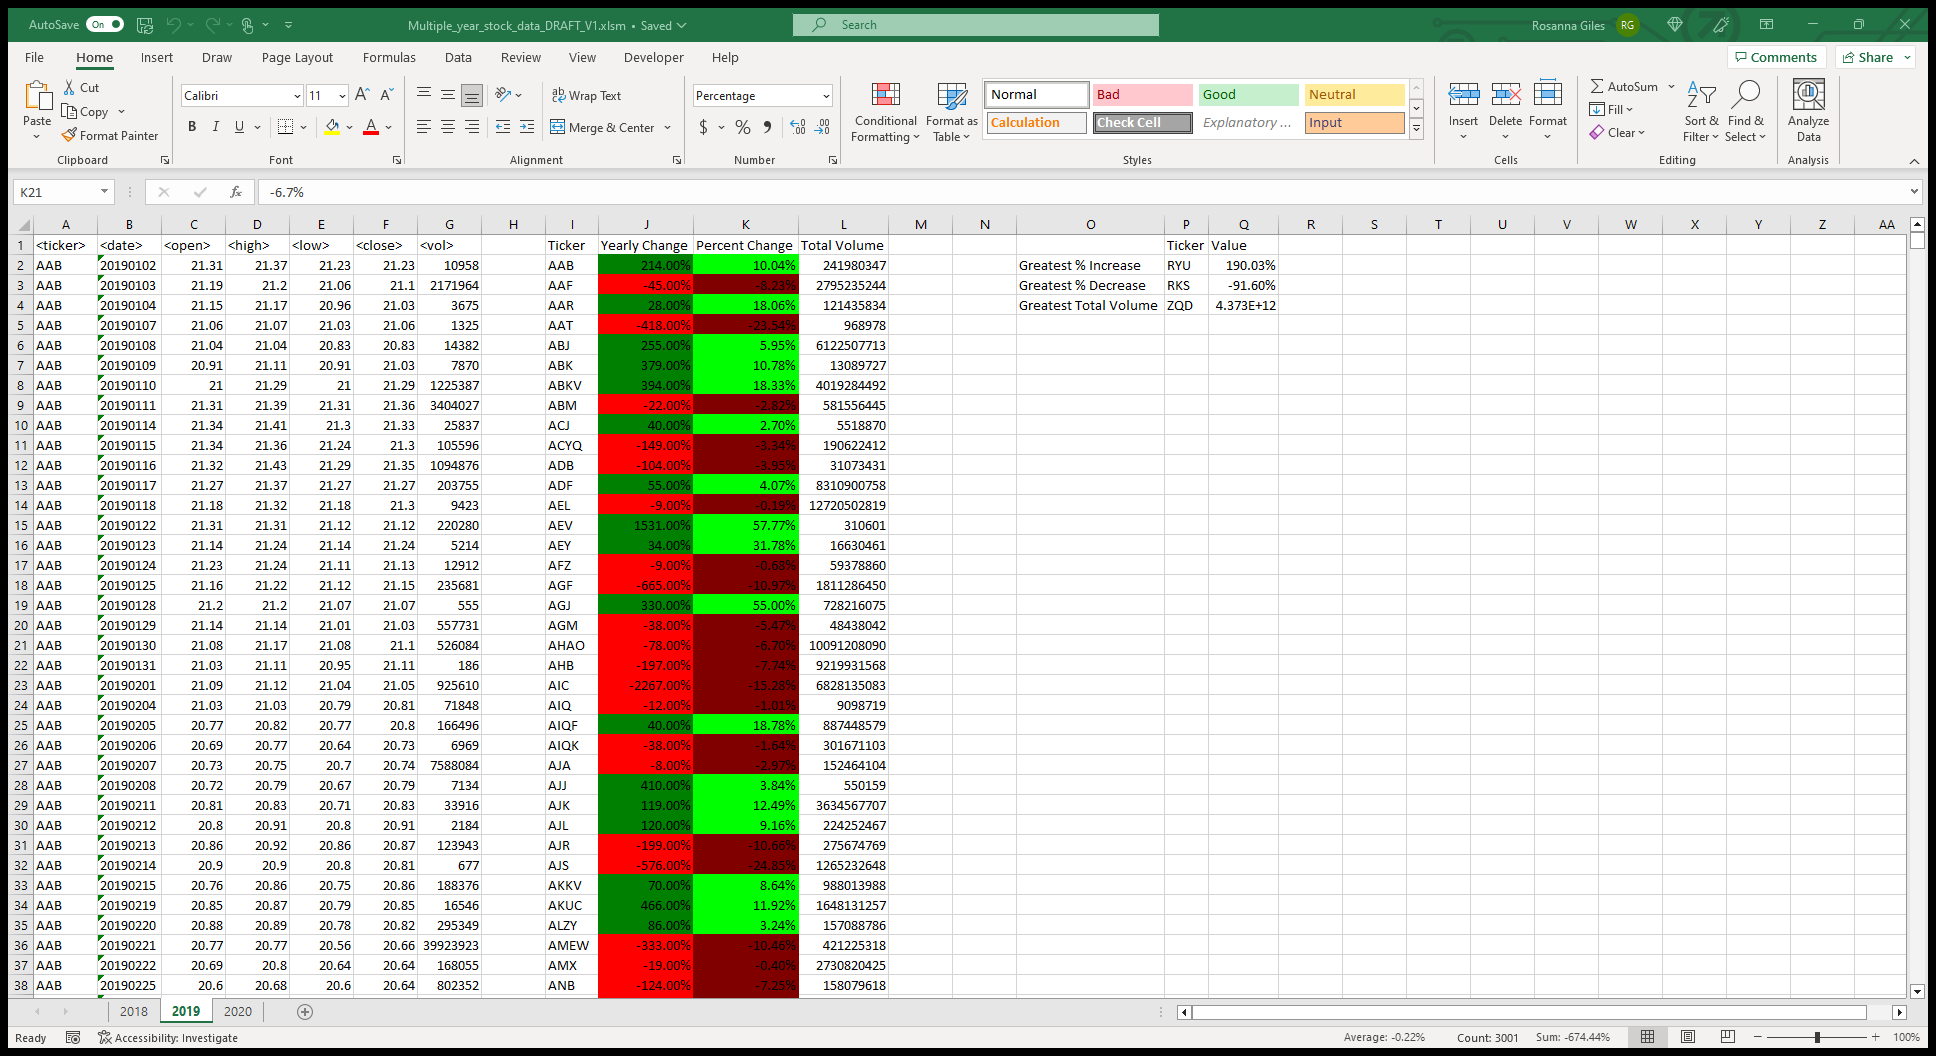 AutoSave On Multiple_year_stock_data_DRAFT_V1.xlsm • Saved Search Rosanna Giles RG
File Home Insert Draw Page Layout Formulas Data Review View Developer Help Comments Share
Paste Cut Copy Format Painter Clipboard
Calibri 11 B I U Font
Wrap Text Merge & Center Alignment
Percentage $ % Number
Conditional Formatting Format as Table
Normal Bad Good Neutral
Calculation Check Cell Explanatory ... Input
Styles
Insert Delete Format Cells
AutoSum Fill Clear Sort & Filter Find & Select Editing
Analyze Data Analysis
K21 fx -6.7%
A B C D E F G H I J K L M N O P Q R S T U V W X Y Z AA
1 <ticker> <date> <open> <high> <low> <close> <vol> Ticker Yearly Change Percent Change Total Volume Ticker Value
2 AAB 20190102 21.31 21.37 21.23 21.23 10958 AAB 214.00% 10.04% 241980347 Greatest % Increase RYU 190.03%
3 AAB 20190103 21.19 21.2 21.06 21.1 2171964 AAF -45.00% -8.23% 2795235244 Greatest % Decrease RKS -91.60%
4 AAB 20190104 21.15 21.17 20.96 21.03 3675 AAR 28.00% 18.06% 121435834 Greatest Total Volume ZQD 4.373E+12
5 AAB 20190107 21.06 21.07 21.03 21.06 1325 AAT -418.00% -23.54% 968978
6 AAB 20190108 21.04 21.04 20.83 20.83 14382 ABJ 255.00% 5.95% 6122507713
7 AAB 20190109 20.91 21.11 20.91 21.03 7870 ABK 379.00% 10.78% 13089727
8 AAB 20190110 21 21.29 21 21.29 1225387 ABKV 394.00% 18.33% 4019284492
9 AAB 20190111 21.31 21.39 21.31 21.36 3404027 ABM -22.00% -2.82% 581556445
10 AAB 20190114 21.34 21.41 21.3 21.33 25837 ACJ 40.00% 2.70% 5518870
11 AAB 20190115 21.34 21.36 21.24 21.3 105596 ACYQ -149.00% -3.34% 190622412
12 AAB 20190116 21.32 21.43 21.29 21.35 1094876 ADB -104.00% -3.95% 31073431
13 AAB 20190117 21.27 21.37 21.27 21.27 203755 ADF 55.00% 4.07% 8310900758
14 AAB 20190118 21.18 21.32 21.18 21.3 9423 AEL -9.00% -0.19% 12720502819
15 AAB 20190122 21.31 21.31 21.12 21.12 220280 AEV 1531.00% 57.77% 310601
16 AAB 20190123 21.14 21.24 21.14 21.24 5214 AEY 34.00% 31.78% 16630461
17 AAB 20190124 21.23 21.24 21.11 21.13 12912 AFZ -9.00% -0.68% 59378860
18 AAB 20190125 21.16 21.22 21.12 21.15 235681 AGF -665.00% -10.97% 1811286450
19 AAB 20190128 21.2 21.2 21.07 21.07 555 AGJ 330.00% 55.00% 728216075
20 AAB 20190129 21.14 21.14 21.01 21.03 557731 AGM -38.00% -5.47% 48438042
21 AAB 20190130 21.08 21.17 21.08 21.1 526084 AHAO -78.00% -6.70% 10091208090
22 AAB 20190131 21.03 21.11 20.95 21.11 186 AHB -197.00% -7.74% 9219931568
23 AAB 20190201 21.09 21.12 21.04 21.05 925610 AIC -2267.00% -15.28% 6828135083
24 AAB 20190204 21.03 21.03 20.79 20.81 71848 AIQ -12.00% -1.01% 9098719
25 AAB 20190205 20.77 20.82 20.77 20.8 166496 AIQF 40.00% 18.78% 887448579
26 AAB 20190206 20.69 20.77 20.64 20.73 6969 AIQK -38.00% -1.64% 301671103
27 AAB 20190207 20.73 20.75 20.7 20.74 7588084 AJA -8.00% -2.97% 152464104
28 AAB 20190208 20.72 20.79 20.67 20.79 7134 AJJ 410.00% 3.84% 550159
29 AAB 20190211 20.81 20.83 20.71 20.83 33916 AJK 119.00% 12.49% 3634567707
30 AAB 20190212 20.8 20.91 20.8 20.91 2184 AJL 120.00% 9.16% 224252467
31 AAB 20190213 20.86 20.92 20.86 20.87 123943 AJR -199.00% -10.66% 275674769
32 AAB 20190214 20.9 20.9 20.8 20.81 677 AJS -576.00% -24.85% 1265232648
33 AAB 20190215 20.76 20.86 20.75 20.86 188376 AKKV 70.00% 8.64% 988013988
34 AAB 20190219 20.85 20.87 20.79 20.85 16546 AKUC 466.00% 11.92% 1648131257
35 AAB 20190220 20.88 20.89 20.78 20.82 295349 ALZY 86.00% 3.24% 157088786
36 AAB 20190221 20.77 20.77 20.56 20.66 39923923 AMEW -333.00% -10.46% 421225318
37 AAB 20190222 20.69 20.8 20.64 20.64 168055 AMX -19.00% -0.40% 2730820425
38 AAB 20190225 20.6 20.68 20.6 20.64 802352 ANB -124.00% -7.25% 158079618
2018 2019 2020
Ready Accessibility: Investigate Average: -0.22% Count: 3001 Sum: -674.44% 100%